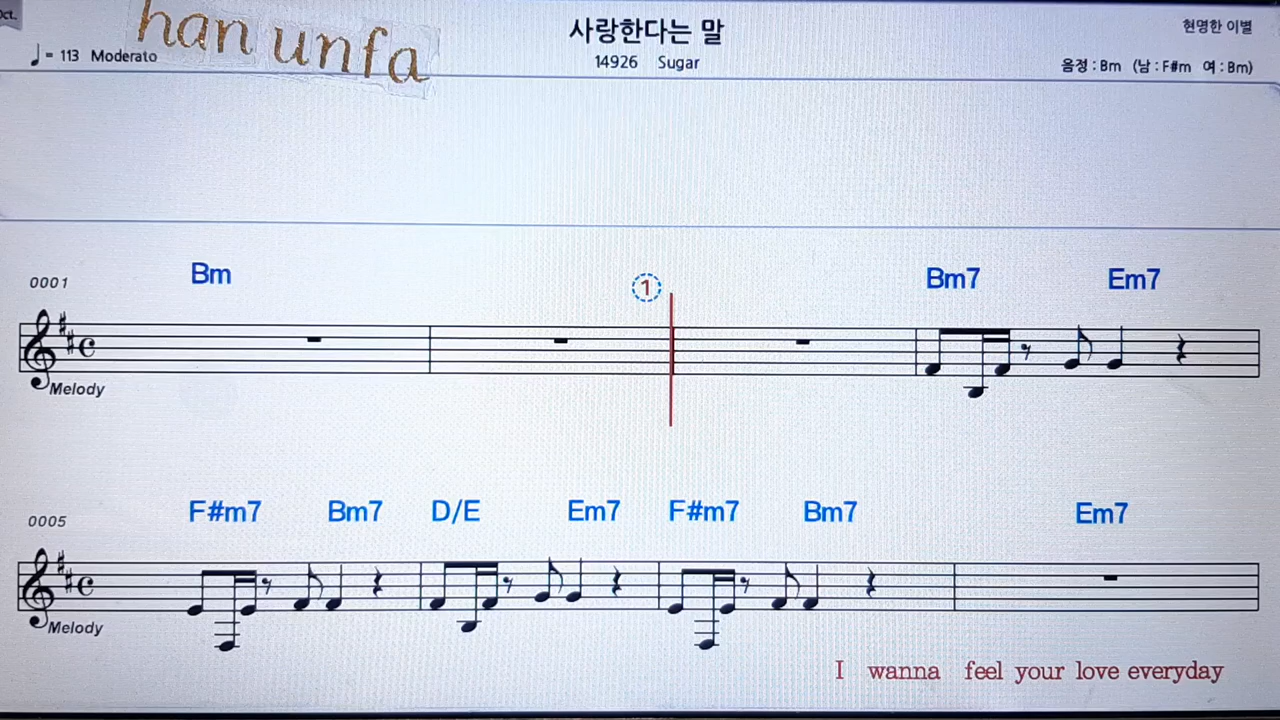 Oct.
han unfa
사랑한다는 말
현명한 이별
♩= 113 Moderato
14926 Sugar
음정 : Bm (남 : F#m 여 : Bm)
0001
Bm
1
Bm7 Em7
Melody
0005
F#m7 Bm7 D/E Em7 F#m7 Bm7 Em7
Melody
I wanna feel your love everyday